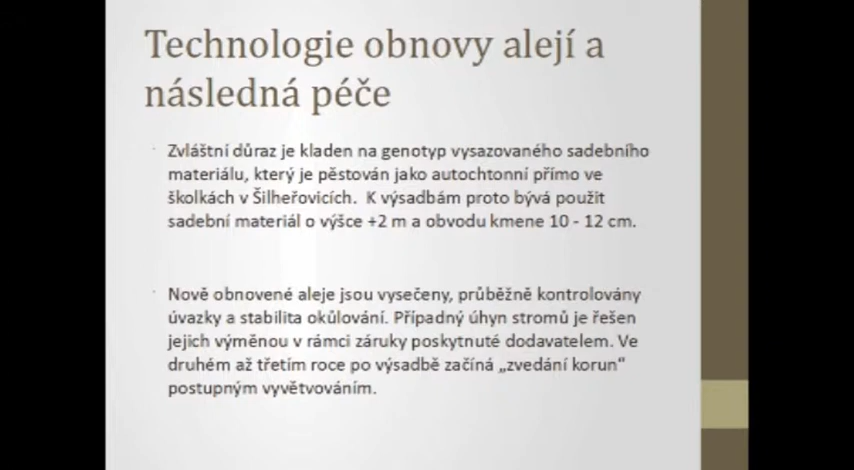 Technologie obnovy alejí a
následná péče
Zvláštní důraz je kladen na genotyp vysazovaného sadebního
materiálu, který je pěstován jako autochtonní přímo ve
školkách v Šilheřovicích. K výsadbám proto bývá použit
sadební materiál o výšce +2 m a obvodu kmene 10 - 12 cm.
Nově obnovené aleje jsou vysečeny, průběžně kontrolovány
úvazky a stabilita okůlování. Případný úhyn stromů je řešen
jejich výměnou v rámci záruky poskytnuté dodavatelem. Ve
druhém až třetím roce po výsadbě začíná „zvedání korun“
postupným vyvětvováním.